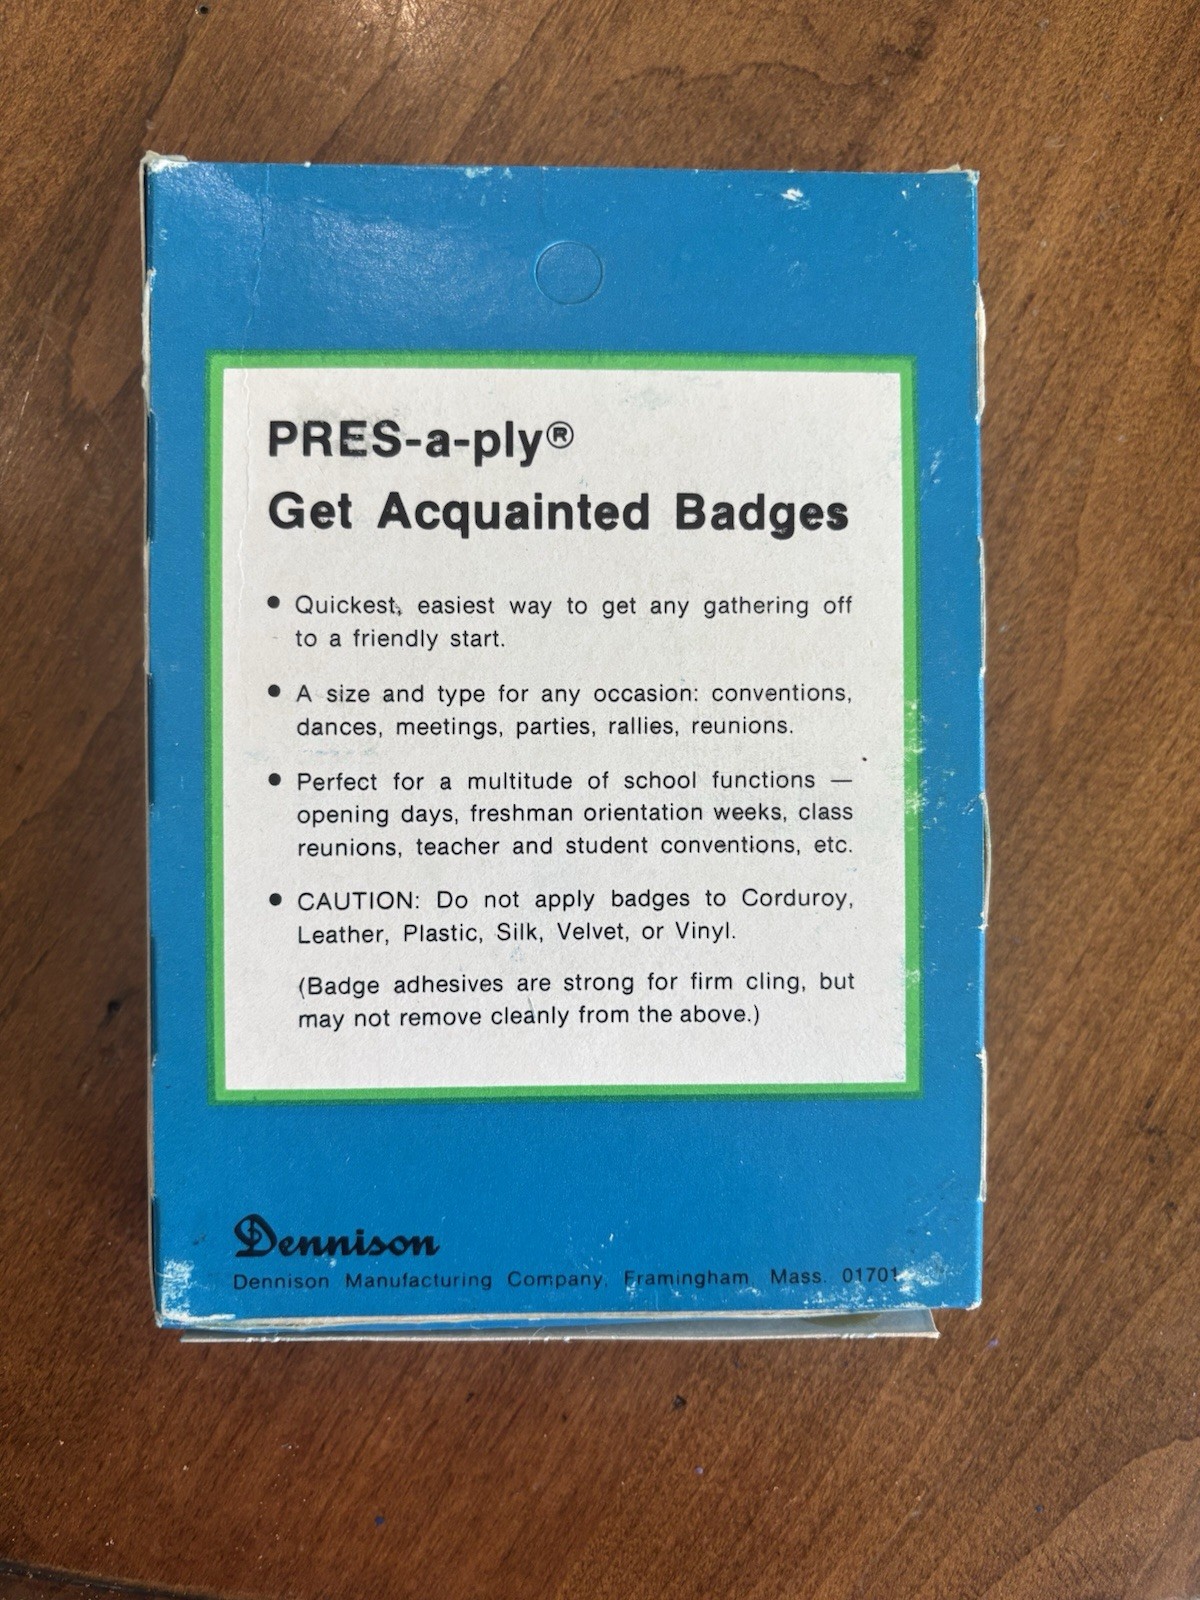 PRES-a-ply®
Get Acquainted Badges
• Quickest, easiest way to get any gathering off
to a friendly start.
• A size and type for any occasion: conventions,
dances, meetings, parties, rallies, reunions.
• Perfect for a multitude of school functions —
opening days, freshman orientation weeks, class
reunions, teacher and student conventions, etc.
• CAUTION: Do not apply badges to Corduroy,
Leather, Plastic, Silk, Velvet, or Vinyl.
(Badge adhesives are strong for firm cling, but
may not remove cleanly from the above.)
Dennison
Dennison Manufacturing Company, Framingham, Mass. 01701